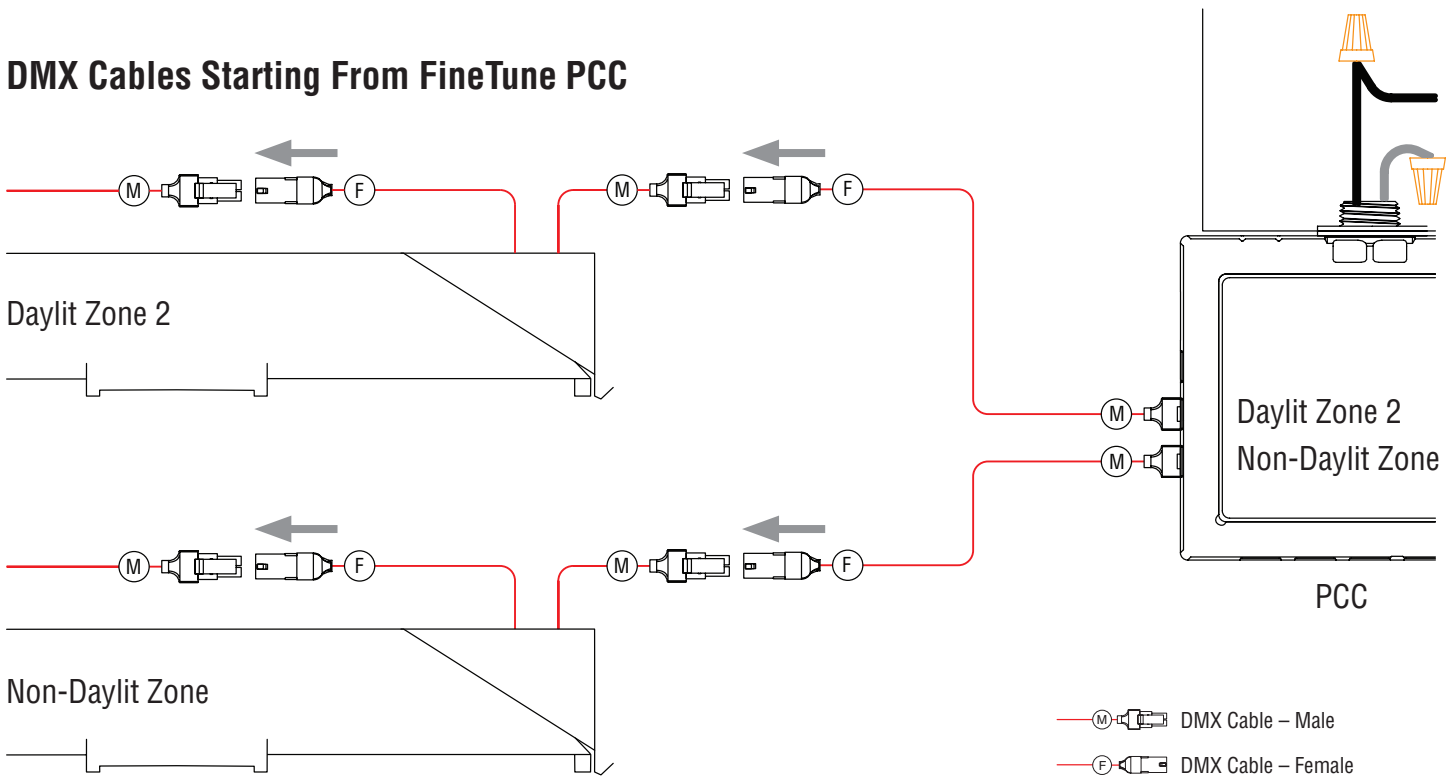 DMX Cables Starting From FineTune PCC
M
F
M
F
Daylit Zone 2
M
Daylit Zone 2
M
Non-Daylit Zone
M
F
M
F
PCC
Non-Daylit Zone
M
DMX Cable – Male
F
DMX Cable – Female